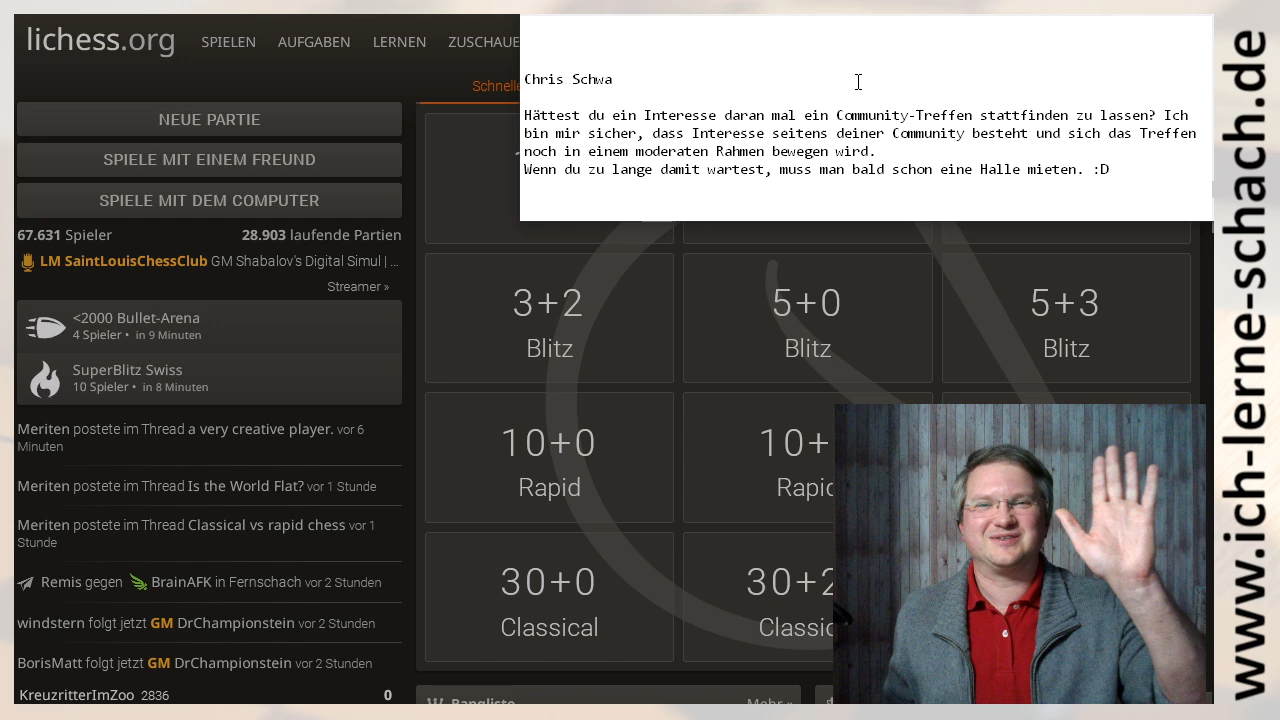 lichess.org
SPIELEN AUFGABEN LERNEN ZUSCHAUE
Schnelle
Chris Schwa
Hättest du ein Interesse daran mal ein Community-Treffen stattfinden zu lassen? Ich
bin mir sicher, dass Interesse seitens deiner Community besteht und sich das Treffen
noch in einem moderaten Rahmen bewegen wird.
Wenn du zu lange damit wartest, muss man bald schon eine Halle mieten. :D
NEUE PARTIE
SPIELE MIT EINEM FREUND
SPIELE MIT DEM COMPUTER
67.631 Spieler 28.903 laufende Partien
LM SaintLouisChessClub GM Shabalov's Digital Simul | ...
Streamer »
<2000 Bullet-Arena
4 Spieler • in 9 Minuten
SuperBlitz Swiss
10 Spieler • in 8 Minuten
Meriten postete im Thread a very creative player. vor 6
Minuten
Meriten postete im Thread Is the World Flat? vor 1 Stunde
Meriten postete im Thread Classical vs rapid chess vor 1
Stunde
Remis gegen BrainAFK in Fernschach vor 2 Stunden
windstern folgt jetzt GM DrChampionstein vor 2 Stunden
BorisMatt folgt jetzt GM DrChampionstein vor 2 Stunden
KreuzritterImZoo 2836 0
3+2
Blitz
5+0
Blitz
5+3
Blitz
10+0
Rapid
10+
Rapid
30+0
Classical
30+2
Classic
Rangliste Mehr »
www.ich-lerne-schach.de